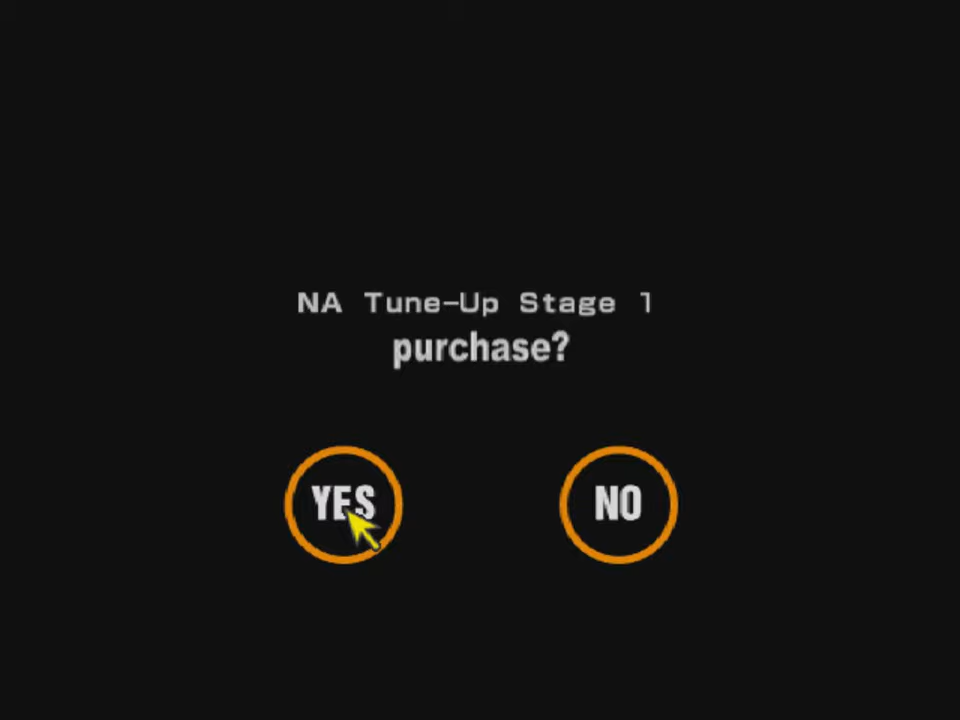 NA Tune-Up Stage 1
purchase?
YES NO